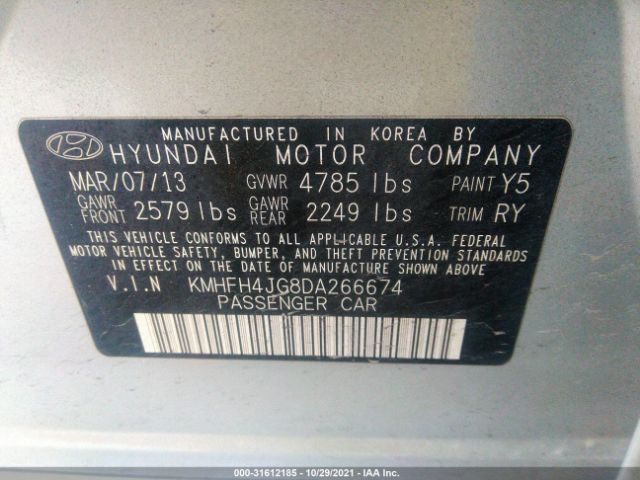 MANUFACTURED IN KOREA BY
HYUNDAI MOTOR COMPANY
MAR/07/13 GVWR 4785 lbs PAINT Y5
GAWR FRONT 2579 lbs GAWR REAR 2249 lbs TRIM RY
THIS VEHICLE CONFORMS TO ALL APPLICABLE U.S.A. FEDERAL
MOTOR VEHICLE SAFETY, BUMPER, AND THEFT PREVENTION STANDARDS
IN EFFECT ON THE DATE OF MANUFACTURE SHOWN ABOVE
V.I.N KMHFH4JG8DA266674
PASSENGER CAR
000-31612185 - 10/29/2021 - IAA Inc.